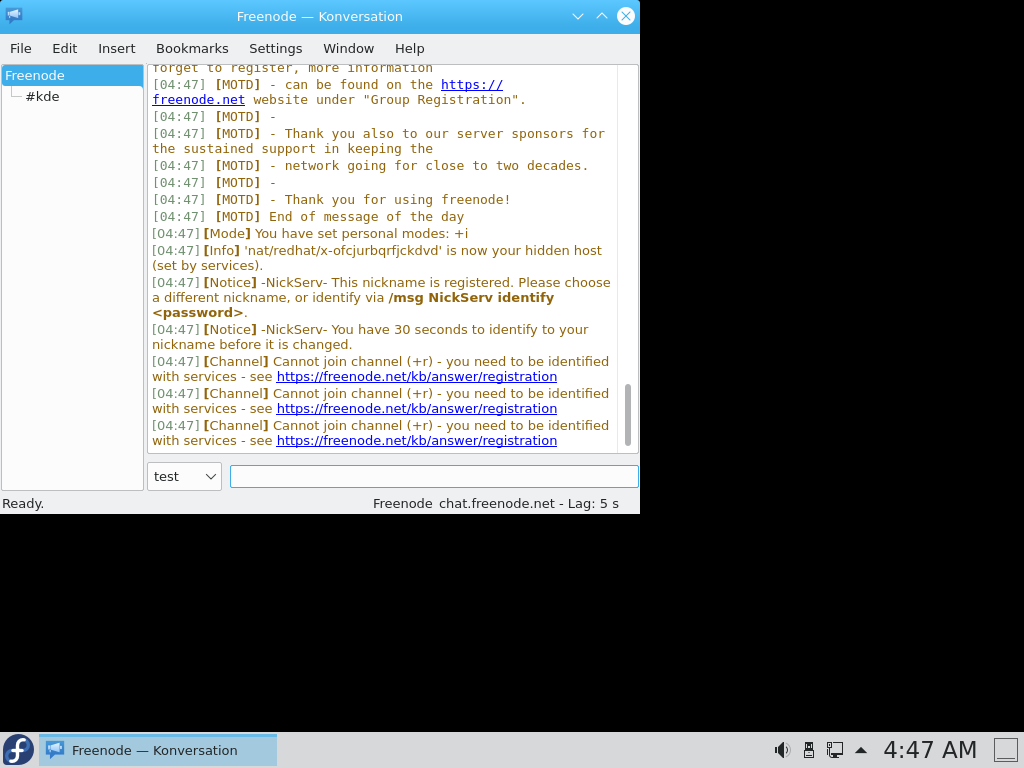 Freenode — Konversation
File Edit Insert Bookmarks Settings Window Help
Freenode
#kde
forget to register, more information
[04:47] [MOTD] - can be found on the https://
freenode.net website under "Group Registration".
[04:47] [MOTD] -
[04:47] [MOTD] - Thank you also to our server sponsors for
the sustained support in keeping the
[04:47] [MOTD] - network going for close to two decades.
[04:47] [MOTD] -
[04:47] [MOTD] - Thank you for using freenode!
[04:47] [MOTD] End of message of the day
[04:47] [Mode] You have set personal modes: +i
[04:47] [Info] 'nat/redhat/x-ofcjurbqrfjckdvd' is now your hidden host
(set by services).
[04:47] [Notice] -NickServ- This nickname is registered. Please choose
a different nickname, or identify via /msg NickServ identify
<password>.
[04:47] [Notice] -NickServ- You have 30 seconds to identify to your
nickname before it is changed.
[04:47] [Channel] Cannot join channel (+r) - you need to be identified
with services - see https://freenode.net/kb/answer/registration
[04:47] [Channel] Cannot join channel (+r) - you need to be identified
with services - see https://freenode.net/kb/answer/registration
[04:47] [Channel] Cannot join channel (+r) - you need to be identified
with services - see https://freenode.net/kb/answer/registration
test
Ready. Freenode chat.freenode.net - Lag: 5 s
Freenode — Konversation 4:47 AM